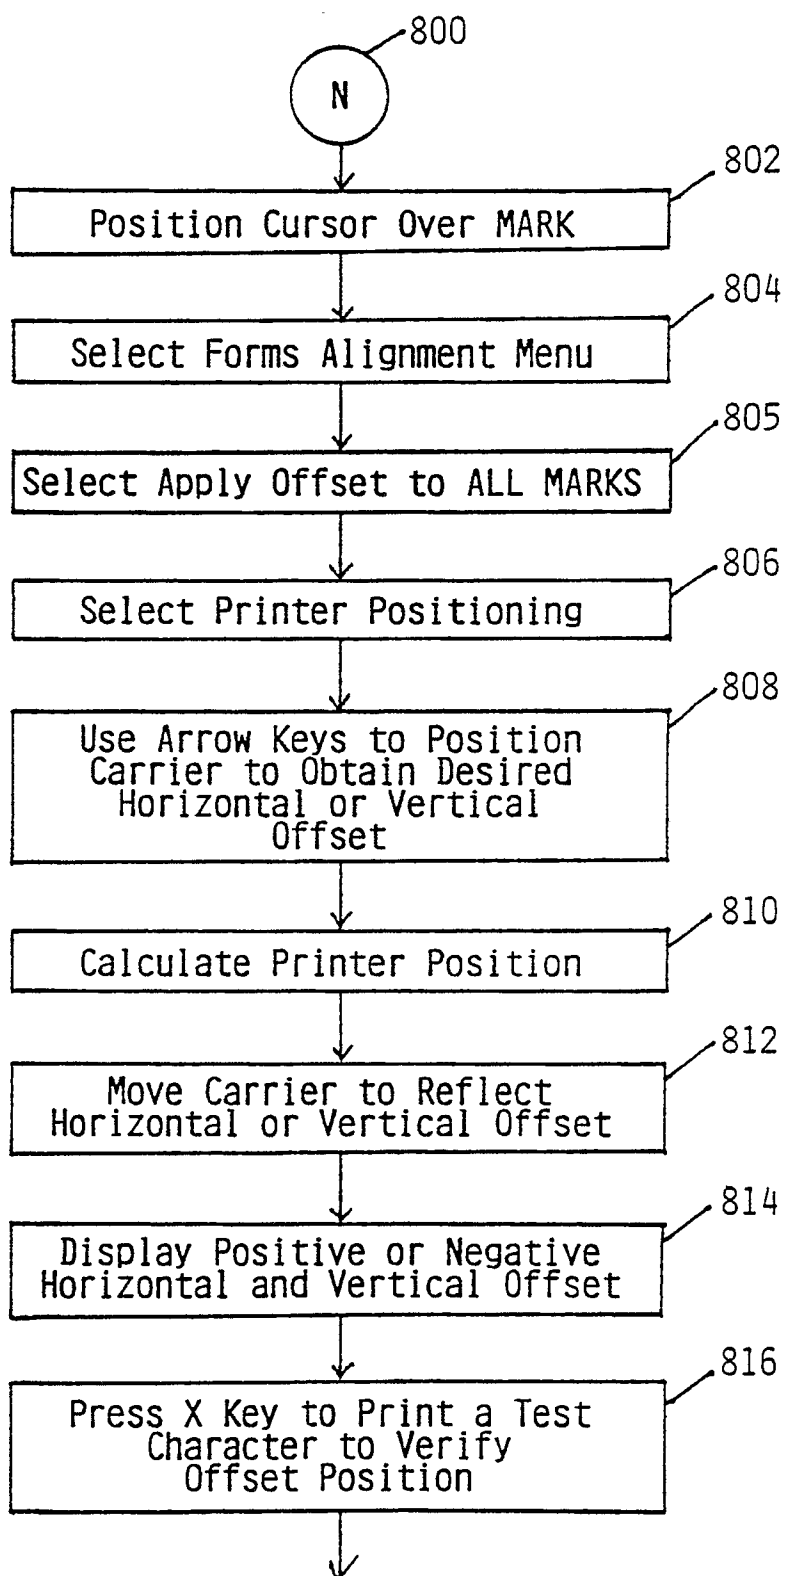 800
N
802
Position Cursor Over MARK
804
Select Forms Alignment Menu
805
Select Apply Offset to ALL MARKS
806
Select Printer Positioning
808
Use Arrow Keys to Position
Carrier to Obtain Desired
Horizontal or Vertical
Offset
810
Calculate Printer Position
812
Move Carrier to Reflect
Horizontal or Vertical Offset
814
Display Positive or Negative
Horizontal and Vertical Offset
816
Press X Key to Print a Test
Character to Verify
Offset Position